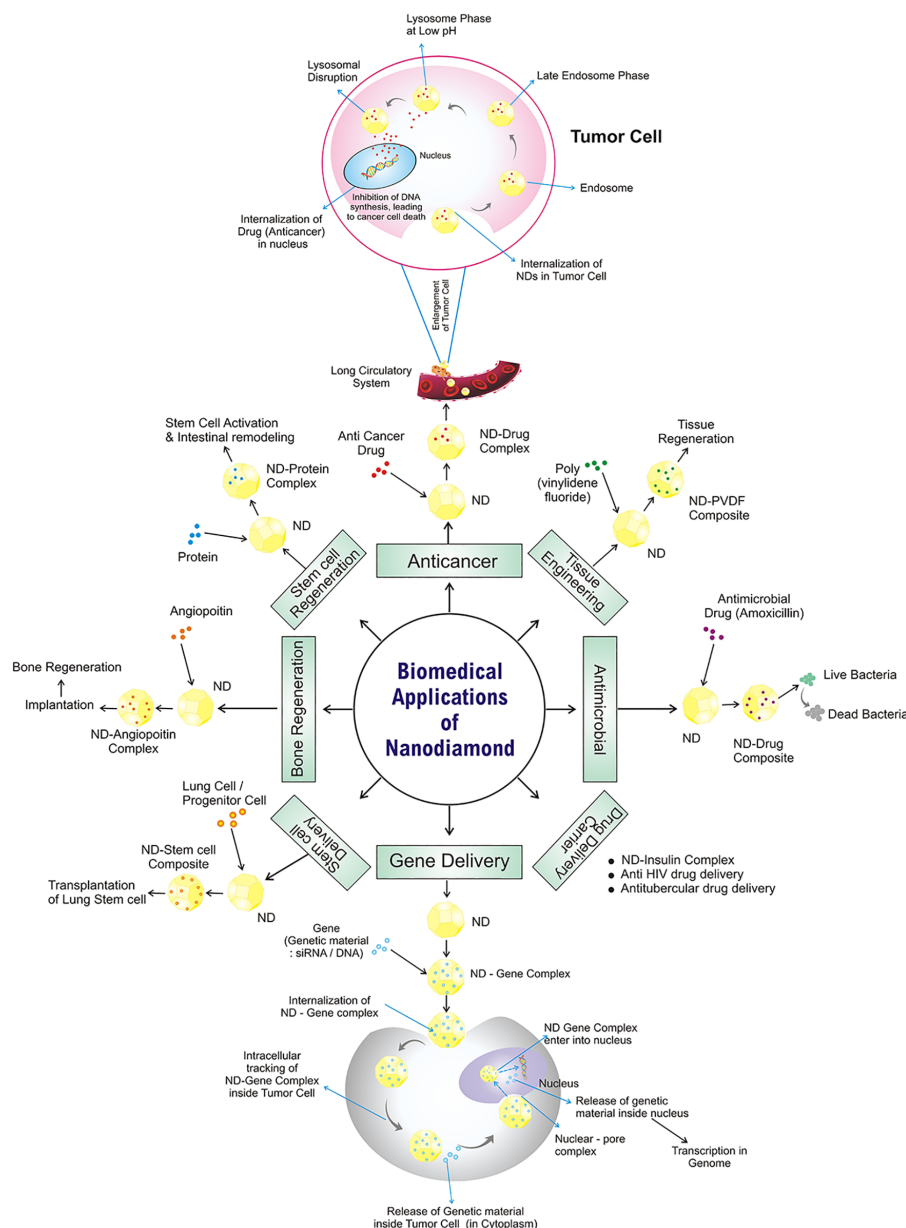 Lysosome Phase
at Low pH
Lysosomal
Disruption
Late Endosome Phase
Tumor Cell
Nucleus
Inhibition of DNA
synthesis, leading
to cancer cell death
Endosome
Internalization of
Drug (Anticancer)
in nucleus
Internalization of
NDs in Tumor Cell
Enlargement
of Tumor Cell
Long Circulatory
System
Stem Cell Activation
& Intestinal remodeling
ND-Protein
Complex
ND
Protein
Stem cell
Regeneration
Anti Cancer
Drug
ND-Drug
Complex
ND
Anticancer
Tissue
Regeneration
Poly
(vinylidene
fluoride)
ND-PVDF
Composite
ND
Tissue
Engineering
Angiopoitin
Bone Regeneration
Implantation
ND
ND-Angiopoitin
Complex
Bone Regeneration
Biomedical
Applications
of
Nanodiamond
Antimicrobial
Antimicrobial
Drug (Amoxicillin)
Live Bacteria
Dead Bacteria
ND
ND-Drug
Composite
Lung Cell /
Progenitor Cell
ND-Stem cell
Composite
Transplantation
of Lung Stem cell
ND
Stem cell
Delivery
Gene Delivery
Drug Delivery
Carrier
● ND-Insulin Complex
● Anti HIV drug delivery
● Antitubercular drug delivery
ND
Gene
(Genetic material
: siRNA / DNA)
ND - Gene Complex
Internalization of
ND - Gene complex
ND Gene Complex
enter into nucleus
Intracellular
tracking of
ND-Gene Complex
inside Tumor Cell
Nucleus
Release of genetic
material inside nucleus
Nuclear - pore
complex
Transcription in
Genome
Release of Genetic material
inside Tumor Cell (in Cytoplasm)